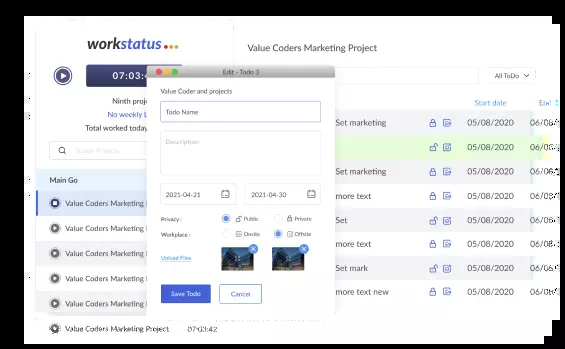 workstatus
Value Coders Marketing Project
07:03:4
Edit - Todo 3
All ToDo
Ninth proj
Value Coder and projects
No weekly L
Todo Name
Start date
Total worked today
Set marketing 05/08/2020 06/08/
Search Projects
Description
05/08/2020 06/08/
Main Go
Set marketing 05/08/2020 06/08/
Value Coders Marketing
2021-04-21
2021-04-30
more text 05/08/2020 06/08/
Value Coders Marketing
Privacy :
Public
Private
Set 05/08/2020 06/08/
Workplace :
Onsite
Offsite
Value Coders Marketing
more text 05/08/2020 06/08/
Upload Files
Value Coders Marketing
Set mark 05/08/2020 06/08/
Value Coders Marketing
Save Todo
Cancel
more text new 05/08/2020 06/08/
Value Coders Marketing Project 07:03:42